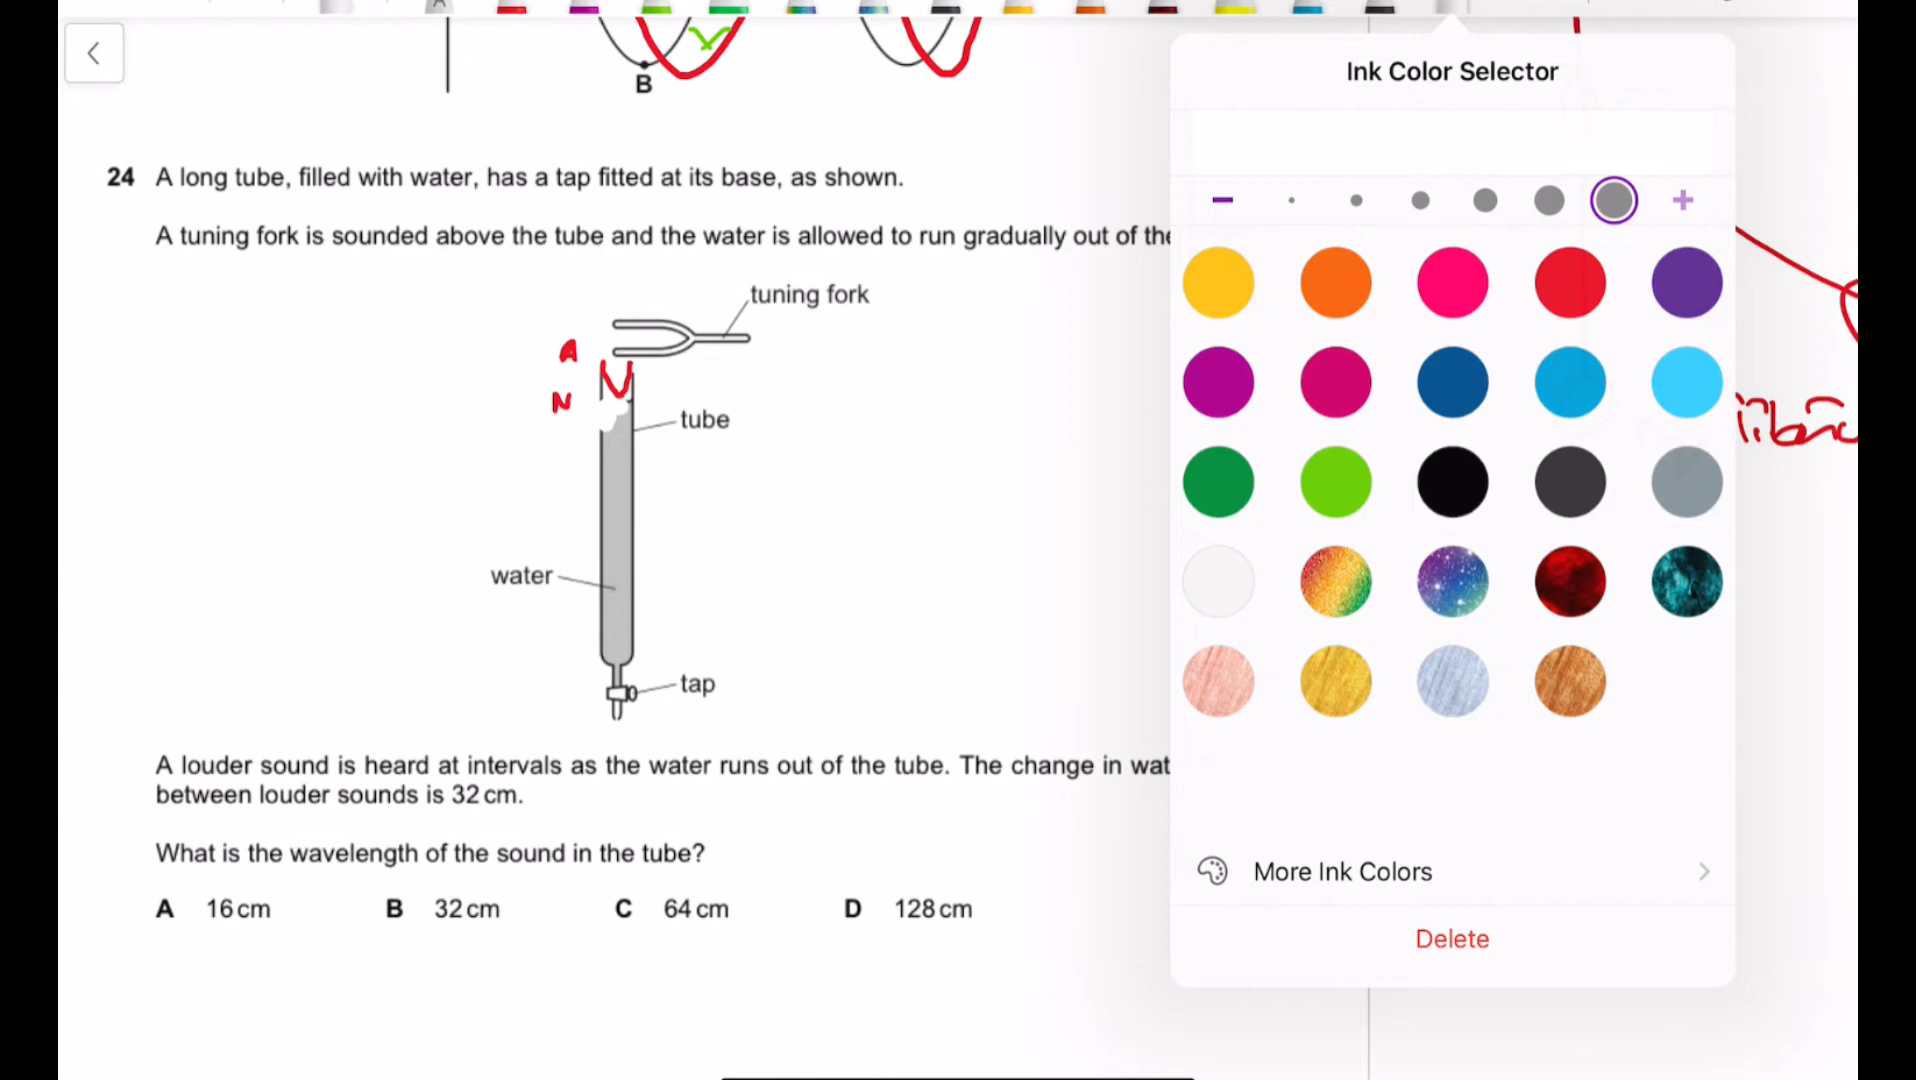 B
24 A long tube, filled with water, has a tap fitted at its base, as shown.
A tuning fork is sounded above the tube and the water is allowed to run gradually out of the
tuning fork
A
N
tube
water
tap
A louder sound is heard at intervals as the water runs out of the tube. The change in wat
between louder sounds is 32 cm.
What is the wavelength of the sound in the tube?
A 16 cm B 32 cm C 64 cm D 128 cm
Ink Color Selector
More Ink Colors
Delete